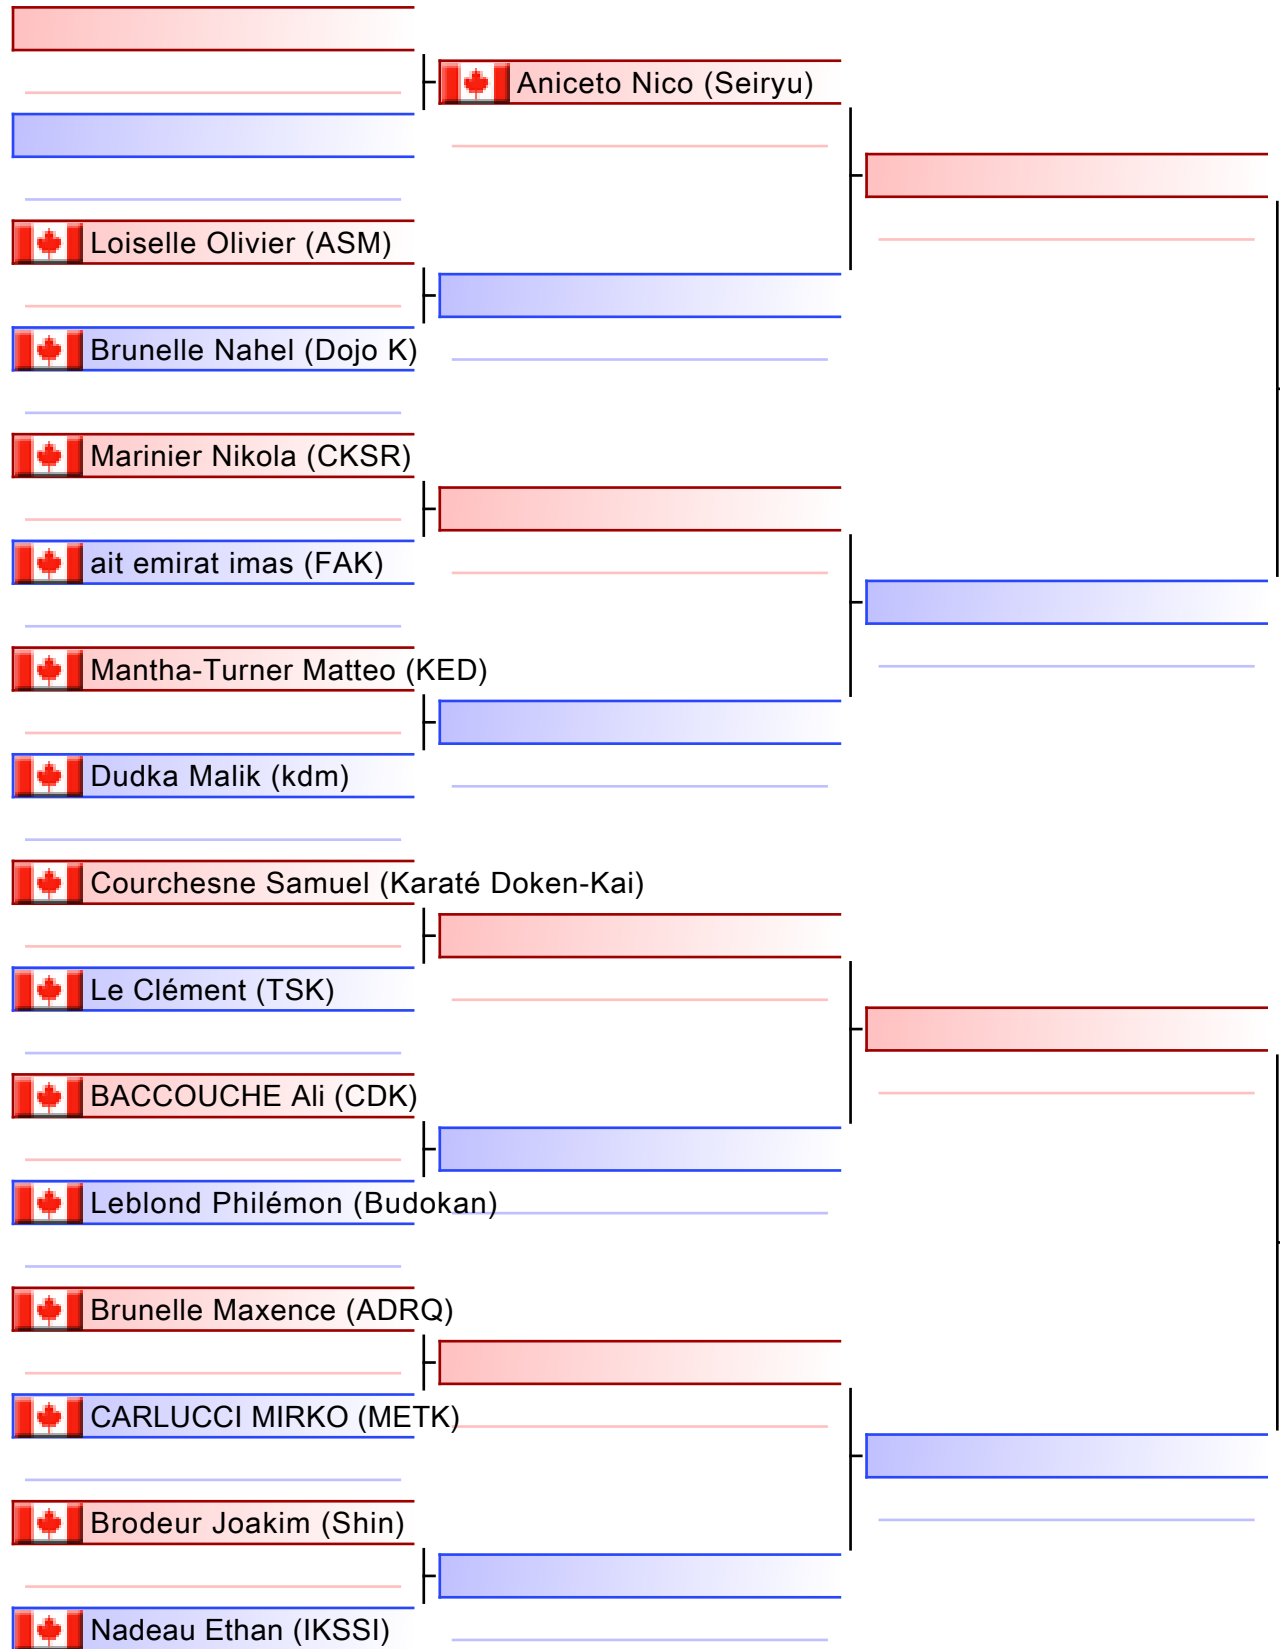 Aniceto Nico (Seiryu)
Loiselle Olivier (ASM)
Brunelle Nahel (Dojo K)
Marinier Nikola (CKSR)
ait emirat imas (FAK)
Mantha-Turner Matteo (KED)
Dudka Malik (kdm)
Courchesne Samuel (Karaté Doken-Kai)
Le Clément (TSK)
BACCOUCHE Ali (CDK)
Leblond Philémon (Budokan)
Brunelle Maxence (ADRQ)
CARLUCCI MIRKO (METK)
Brodeur Joakim (Shin)
Nadeau Ethan (IKSSI)